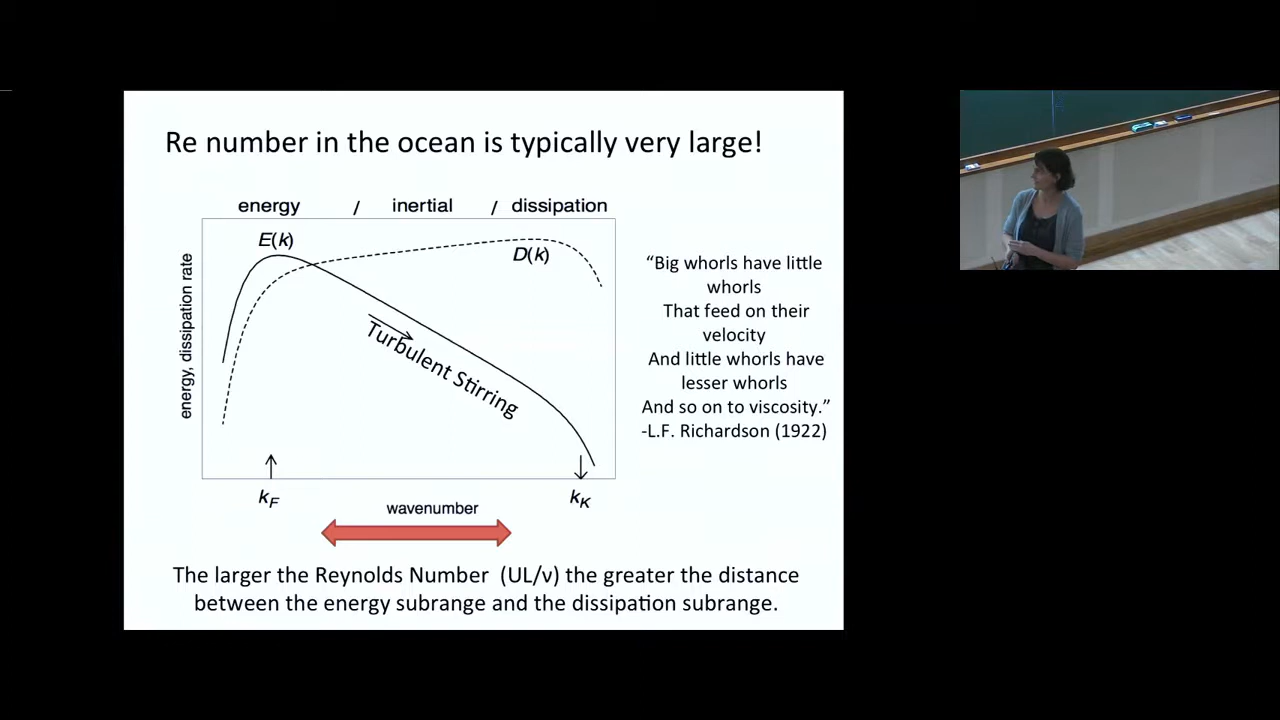 Re number in the ocean is typically very large!
energy / inertial / dissipation
E(k)
D(k)
energy, dissipation rate
Turbulent Stirring
kF
kK
wavenumber
“Big whorls have little
whorls
That feed on their
velocity
And little whorls have
lesser whorls
And so on to viscosity.”
-L.F. Richardson (1922)
The larger the Reynolds Number (UL/ν) the greater the distance
between the energy subrange and the dissipation subrange.